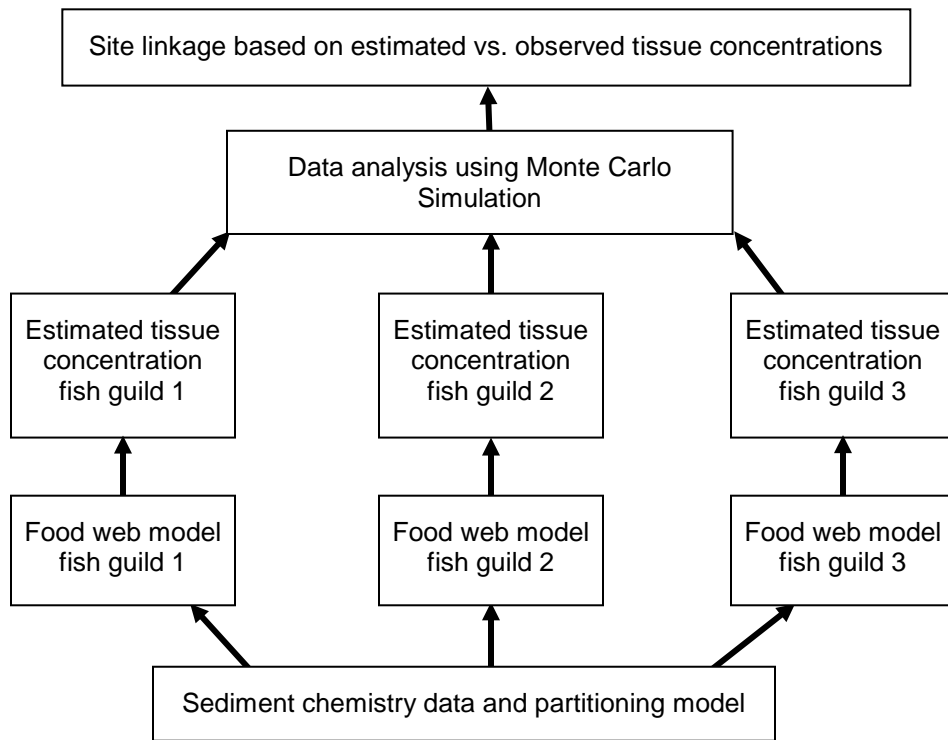 Site linkage based on estimated vs. observed tissue concentrations
Data analysis using Monte Carlo
Simulation
Estimated tissue
concentration
fish guild 1
Estimated tissue
concentration
fish guild 2
Estimated tissue
concentration
fish guild 3
Food web model
fish guild 1
Food web model
fish guild 2
Food web model
fish guild 3
Sediment chemistry data and partitioning model